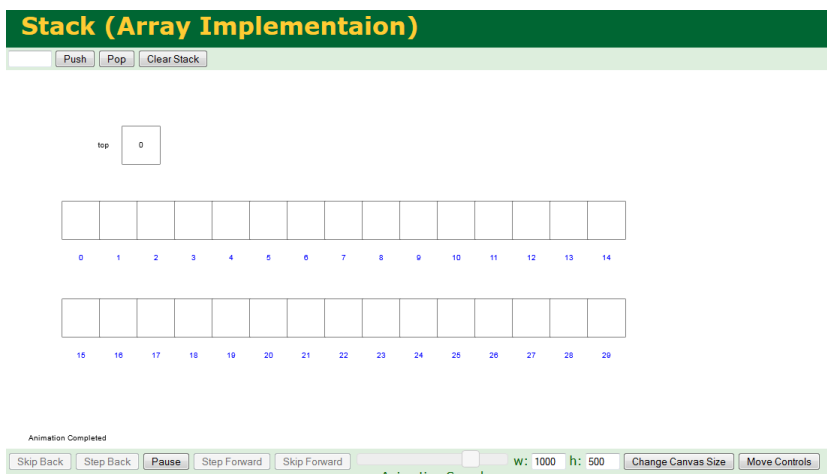 Stack (Array Implementaion)
Push Pop Clear Stack
top 0
0 1 2 3 4 5 6 7 8 9 10 11 12 13 14
15 16 17 18 19 20 21 22 23 24 25 26 27 28 29
Animation Completed
Skip Back Step Back Pause Step Forward Skip Forward w: 1000 h: 500 Change Canvas Size Move Controls